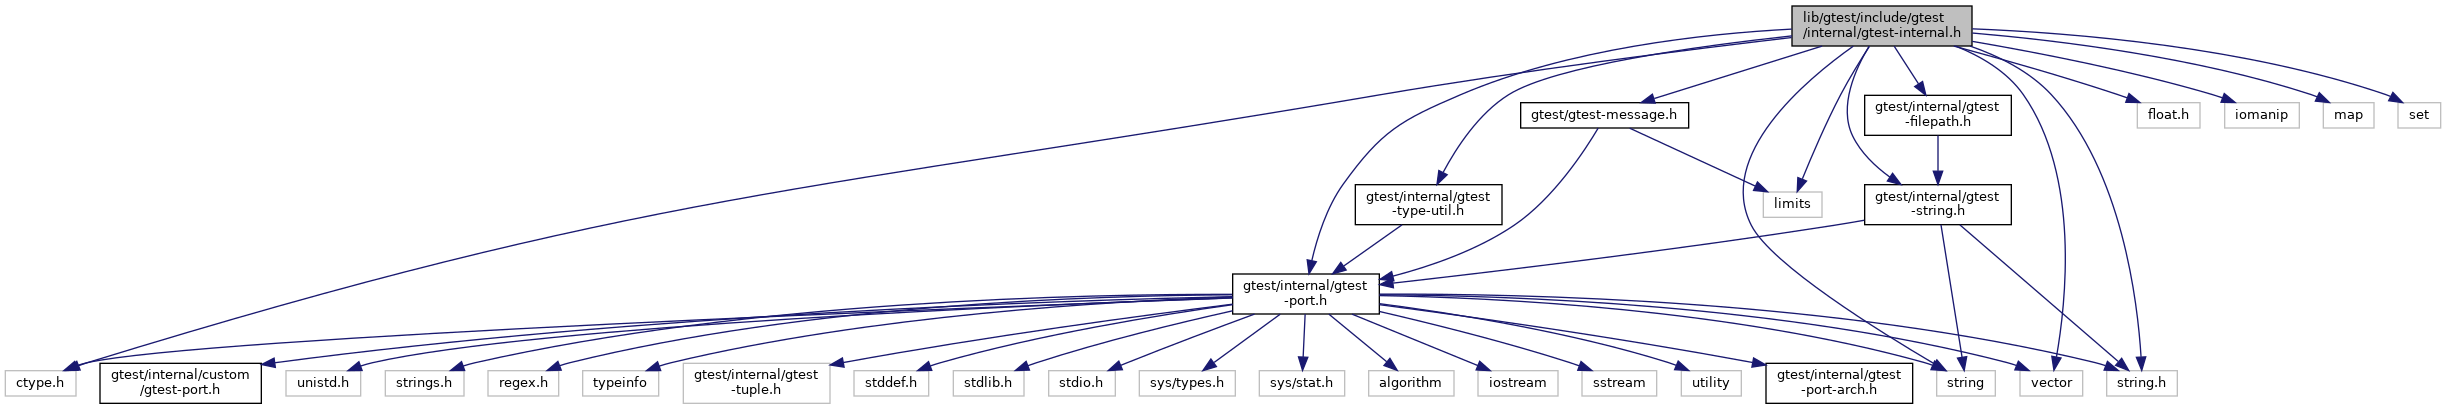 lib/gtest/include/gtest
/internal/gtest-internal.h
gtest/internal/gtest
-filepath.h
gtest/gtest-message.h
float.h
iomanip
map
set
gtest/internal/gtest
-type-util.h
limits
gtest/internal/gtest
-string.h
gtest/internal/gtest
-port.h
ctype.h
gtest/internal/custom
/gtest-port.h
unistd.h
strings.h
regex.h
typeinfo
gtest/internal/gtest
-tuple.h
stddef.h
stdlib.h
stdio.h
sys/types.h
sys/stat.h
algorithm
iostream
sstream
utility
gtest/internal/gtest
-port-arch.h
string
vector
string.h